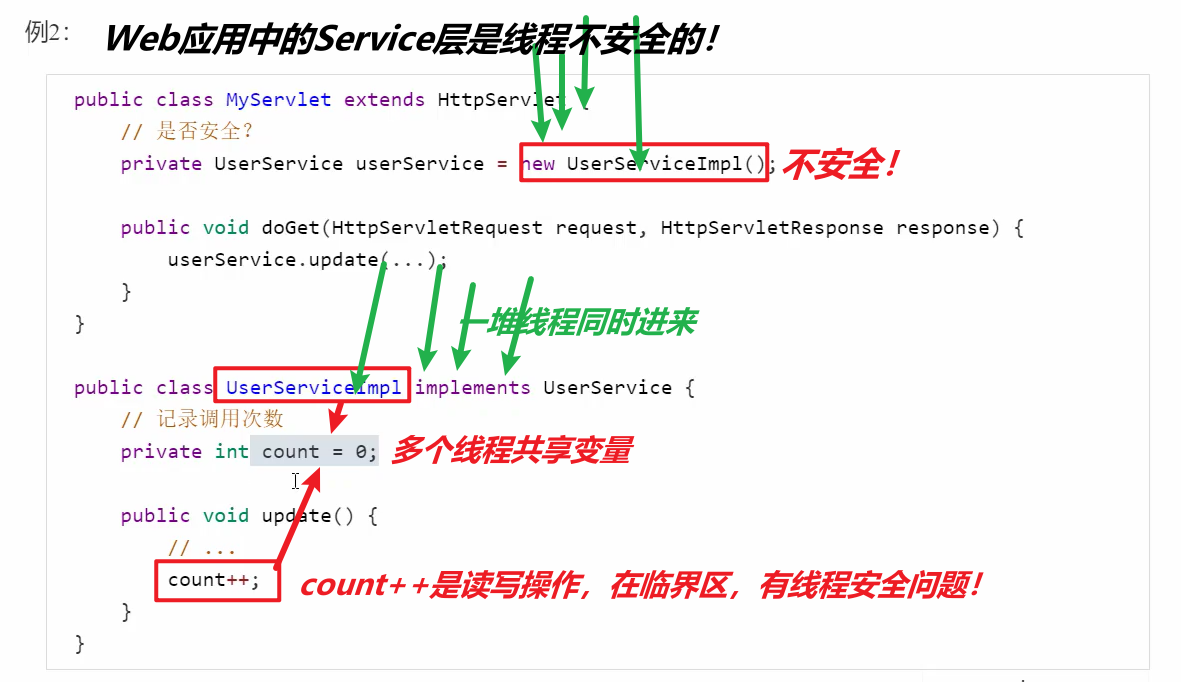 例2:
Web应用中的Service层是线程不安全的！
public class MyServlet extends HttpServlet {
// 是否安全？
private UserService userService = new UserServiceImpl(); 不安全！
public void doGet(HttpServletRequest request, HttpServletResponse response) {
userService.update(...);
}
一堆线程同时进来
}
public class UserServiceImpl implements UserService {
// 记录调用次数
private int count = 0; 多个线程共享变量
public void update() {
// ...
count++; count++是读写操作，在临界区，有线程安全问题！
}
}